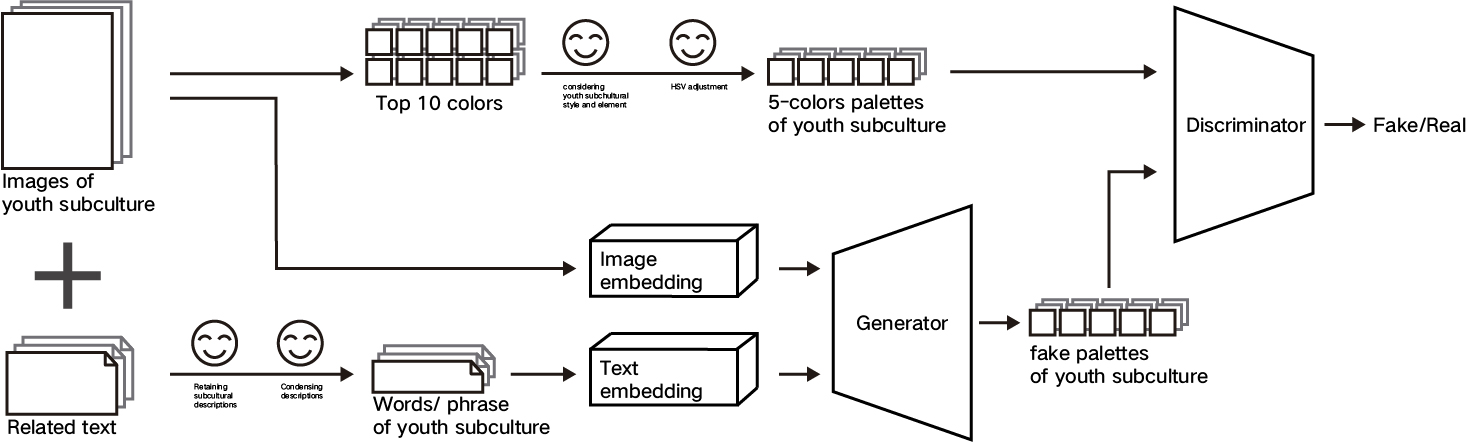 Images of
youth subculture
Top 10 colors
considering
youth subchultural
style and element
HSV adjustment
5-colors palettes
of youth subculture
Discriminator
Fake/Real
Image
embedding
Generator
fake palettes
of youth subculture
Related text
Retaining
subcultural
descriptions
Condensing
descriptions
Words/ phrase
of youth subculture
Text
embedding